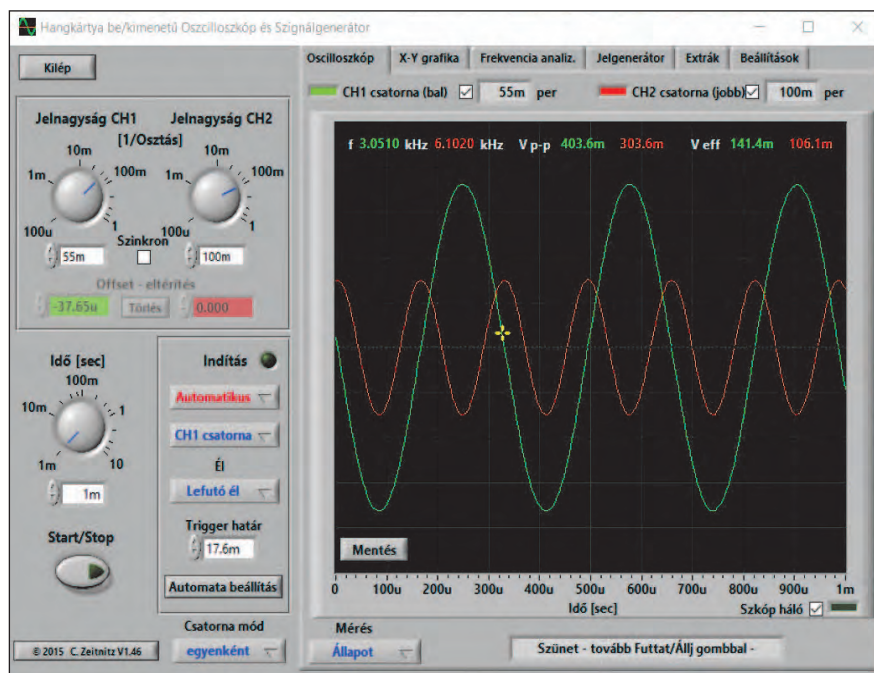 Hangkártya be/kimenetű Oszcilloszkóp és Szignálgenerátor
Kilép
Oscilloszkóp X-Y grafika Frekvencia analiz. Jelgenerátor Extrák Beállítások
CH1 csatorna (bal) 55m per CH2 csatorna (jobb) 100m per
Jelnagyság CH1 Jelnagyság CH2
[1/Osztás]
10m 10m
1m 100m 1m 100m
100u 1 100u 1
Szinkron
55m 100m
Offset - eltérítés
-37.65u Törlés 0.000
f 3.0510 kHz 6.1020 kHz V p-p 403.6m 303.6m V eff 141.4m 106.1m
Idő [sec]
100m
10m 1
1m 10
1m
Start/Stop
Indítás
Automatikus
CH1 csatorna
Él
Lefutó él
Trigger határ
17.6m
Automata beállítás
Mentés
0 100u 200u 300u 400u 500u 600u 700u 800u 900u 1m
Idő [sec]
Szkóp háló
Csatorna mód
egyenként
Mérés
Állapot
Szünet - tovább Futtat/Állj gombbal -
© 2015 C. Zeitnitz V1.46